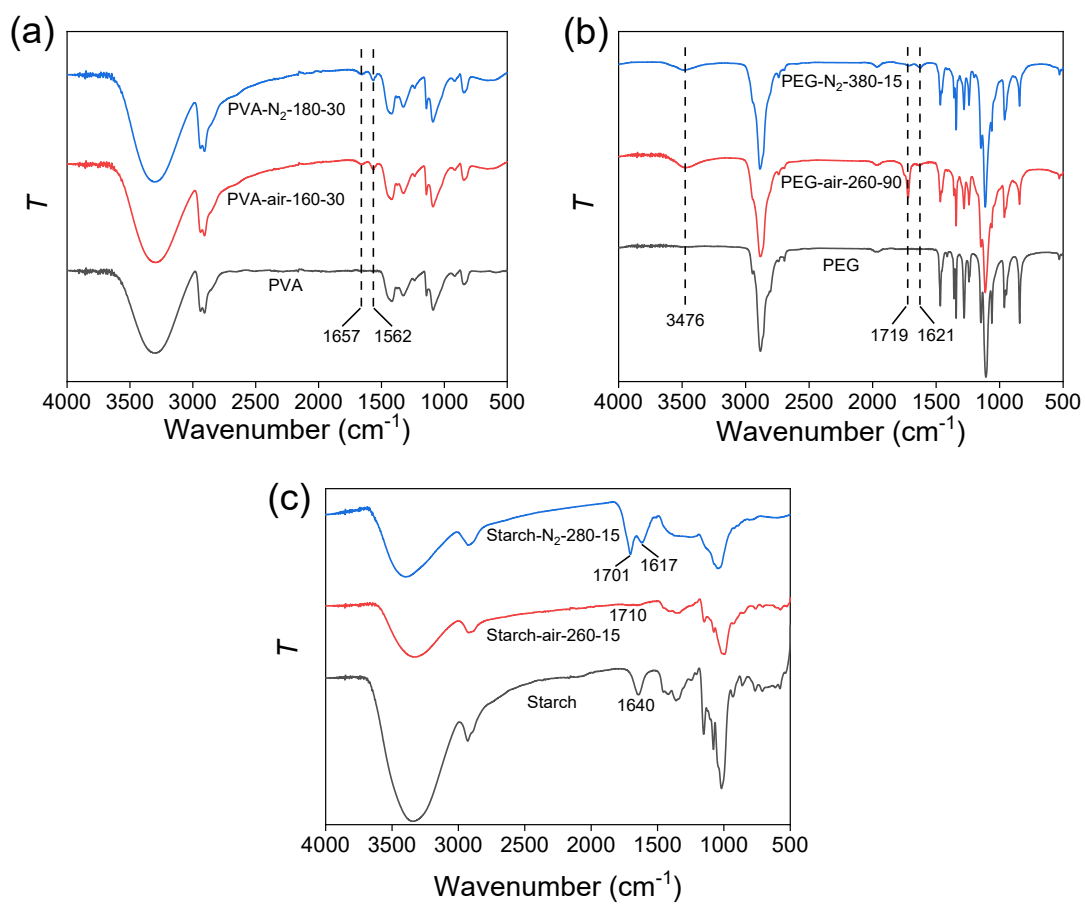 (a)
T
PVA-N₂-180-30
PVA-air-160-30
PVA
1657
1562
4000 3500 3000 2500 2000 1500 1000 500
Wavenumber (cm⁻¹)
(b)
T
PEG-N₂-380-15
PEG-air-260-90
PEG
3476
1719
1621
4000 3500 3000 2500 2000 1500 1000 500
Wavenumber (cm⁻¹)
(c)
T
Starch-N₂-280-15
1701
1617
1710
Starch-air-260-15
Starch
1640
4000 3500 3000 2500 2000 1500 1000 500
Wavenumber (cm⁻¹)